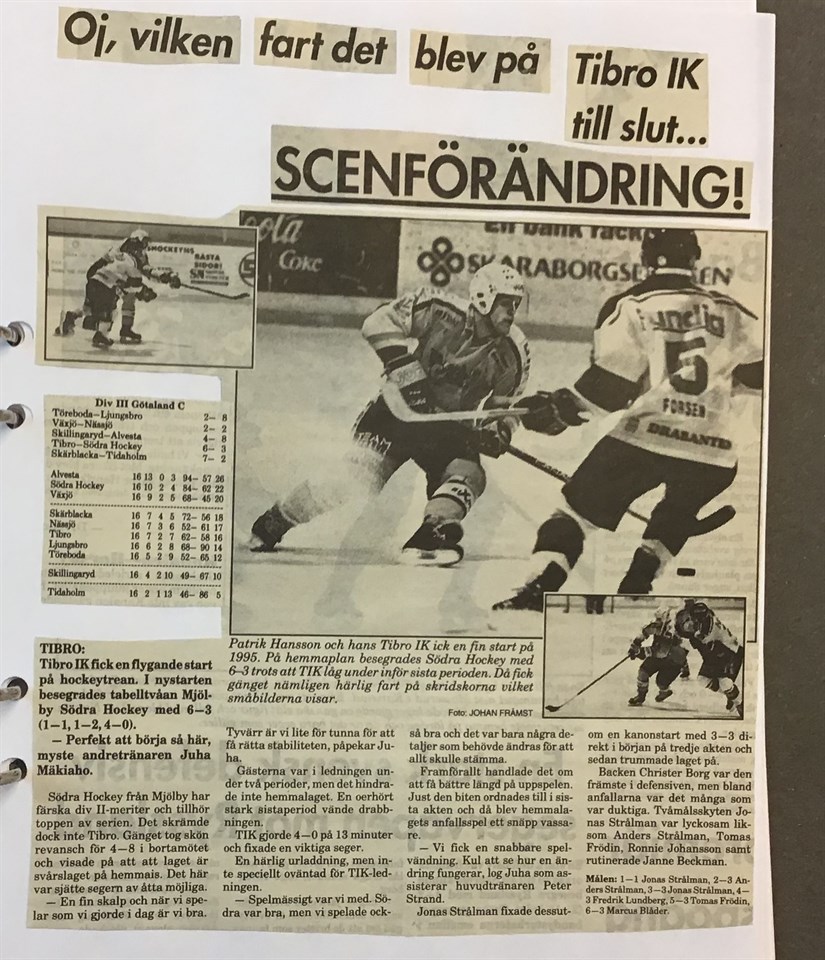 Oj, vilken fart det blev på Tibro IK
till slut...
SCENFÖRÄNDRING!
SMOCKEYNS
BÄSTA
SIDOR!
SN
Cola
Coke
En bank räck
SKARABORGS EN
5
FORSEN
DRABANTEN
TEAM
Div III Götaland C
Töreboda—Ljungsbro 2— 8
Växjö—Nässjö 2— 2
Skillingaryd—Alvesta 4— 8
Tibro—Södra Hockey 6— 3
Skärblacka—Tidaholm 7— 2
Alvesta 16 13 0 3 94— 57 26
Södra Hockey 16 10 2 4 84— 62 22
Växjö 16 9 2 5 68— 45 20
Skärblacka 16 7 4 5 72— 56 18
Nässjö 16 7 3 6 52— 61 17
Tibro 16 7 2 7 62— 58 16
Ljungsbro 16 6 2 8 68— 90 14
Töreboda 16 5 2 9 52— 65 12
Skillingaryd 16 4 2 10 49— 67 10
Tidaholm 16 2 1 13 46— 86 5
Patrik Hansson och hans Tibro IK ick en fin start på
1995. På hemmaplan besegrades Södra Hockey med
6—3 trots att TIK låg under inför sista perioden. Då fick
gänget nämligen härlig fart på skridskorna vilket
småbilderna visar.
Foto: JOHAN FRÄMST
TIBRO:
Tibro IK fick en flygande start
på hockeytrean. I nystarten
besegrades tabelltvåan Mjöl-
by Södra Hockey med 6—3
(1—1, 1—2, 4—0).
— Perfekt att börja så här,
myste andretränaren Juha
Mäkiaho.
Södra Hockey från Mjölby har
färska div II-meriter och tillhör
toppen av serien. Det skrämde
dock inte Tibro. Gänget tog skön
revansch för 4—8 i bortamötet
och visade på att att laget är
svårslaget på hemmais. Det här
var sjätte segern av åtta möjliga.
— En fin skalp och när vi spe-
lar som vi gjorde i dag är vi bra.
Tyvärr är vi lite för tunna för att
få rätta stabiliteten, påpekar Ju-
ha.
Gästerna var i ledningen un-
der två perioder, men det hindra-
de inte hemmalaget. En oerhört
stark sistaperiod vände drabb-
ningen.
TIK gjorde 4—0 på 13 minuter
och fixade en viktiga seger.
En härlig urladdning, men in-
te speciellt oväntad för TIK-led-
ningen.
— Spelmässigt var vi med. Sö-
dra var bra, men vi spelade ock-
så bra och det var bara några de-
taljer som behövde ändras för att
allt skulle stämma.
Framförallt handlade det om
att få bättre längd på uppspelen.
Just den biten ordnades till i sis-
ta akten och då blev hemmala-
gets anfallsspel ett snäpp vassa-
re.
— Vi fick en snabbare spel-
vändning. Kul att se hur en än-
dring fungerar, log Juha som as-
sisterar huvudtränaren Peter
Strand.
Jonas Strålman fixade dessut-
om en kanonstart med 3—3 di-
rekt i början på tredje akten och
sedan trummade laget på.
Backen Christer Borg var den
främste i defensiven, men bland
anfallarna var det många som
var duktiga. Tvåmålsskyten Jo-
nas Strålman var lyckosam lik-
som Anders Strålman, Tomas
Frödin, Ronnie Johansson samt
rutinerade Janne Beckman.
Målen: 1—1 Jonas Strålman, 2—3 An-
ders Strålman, 3—3 Jonas Strålman, 4—
3 Fredrik Lundberg, 5—3 Tomas Frödin,
6—3 Marcus Bläder.